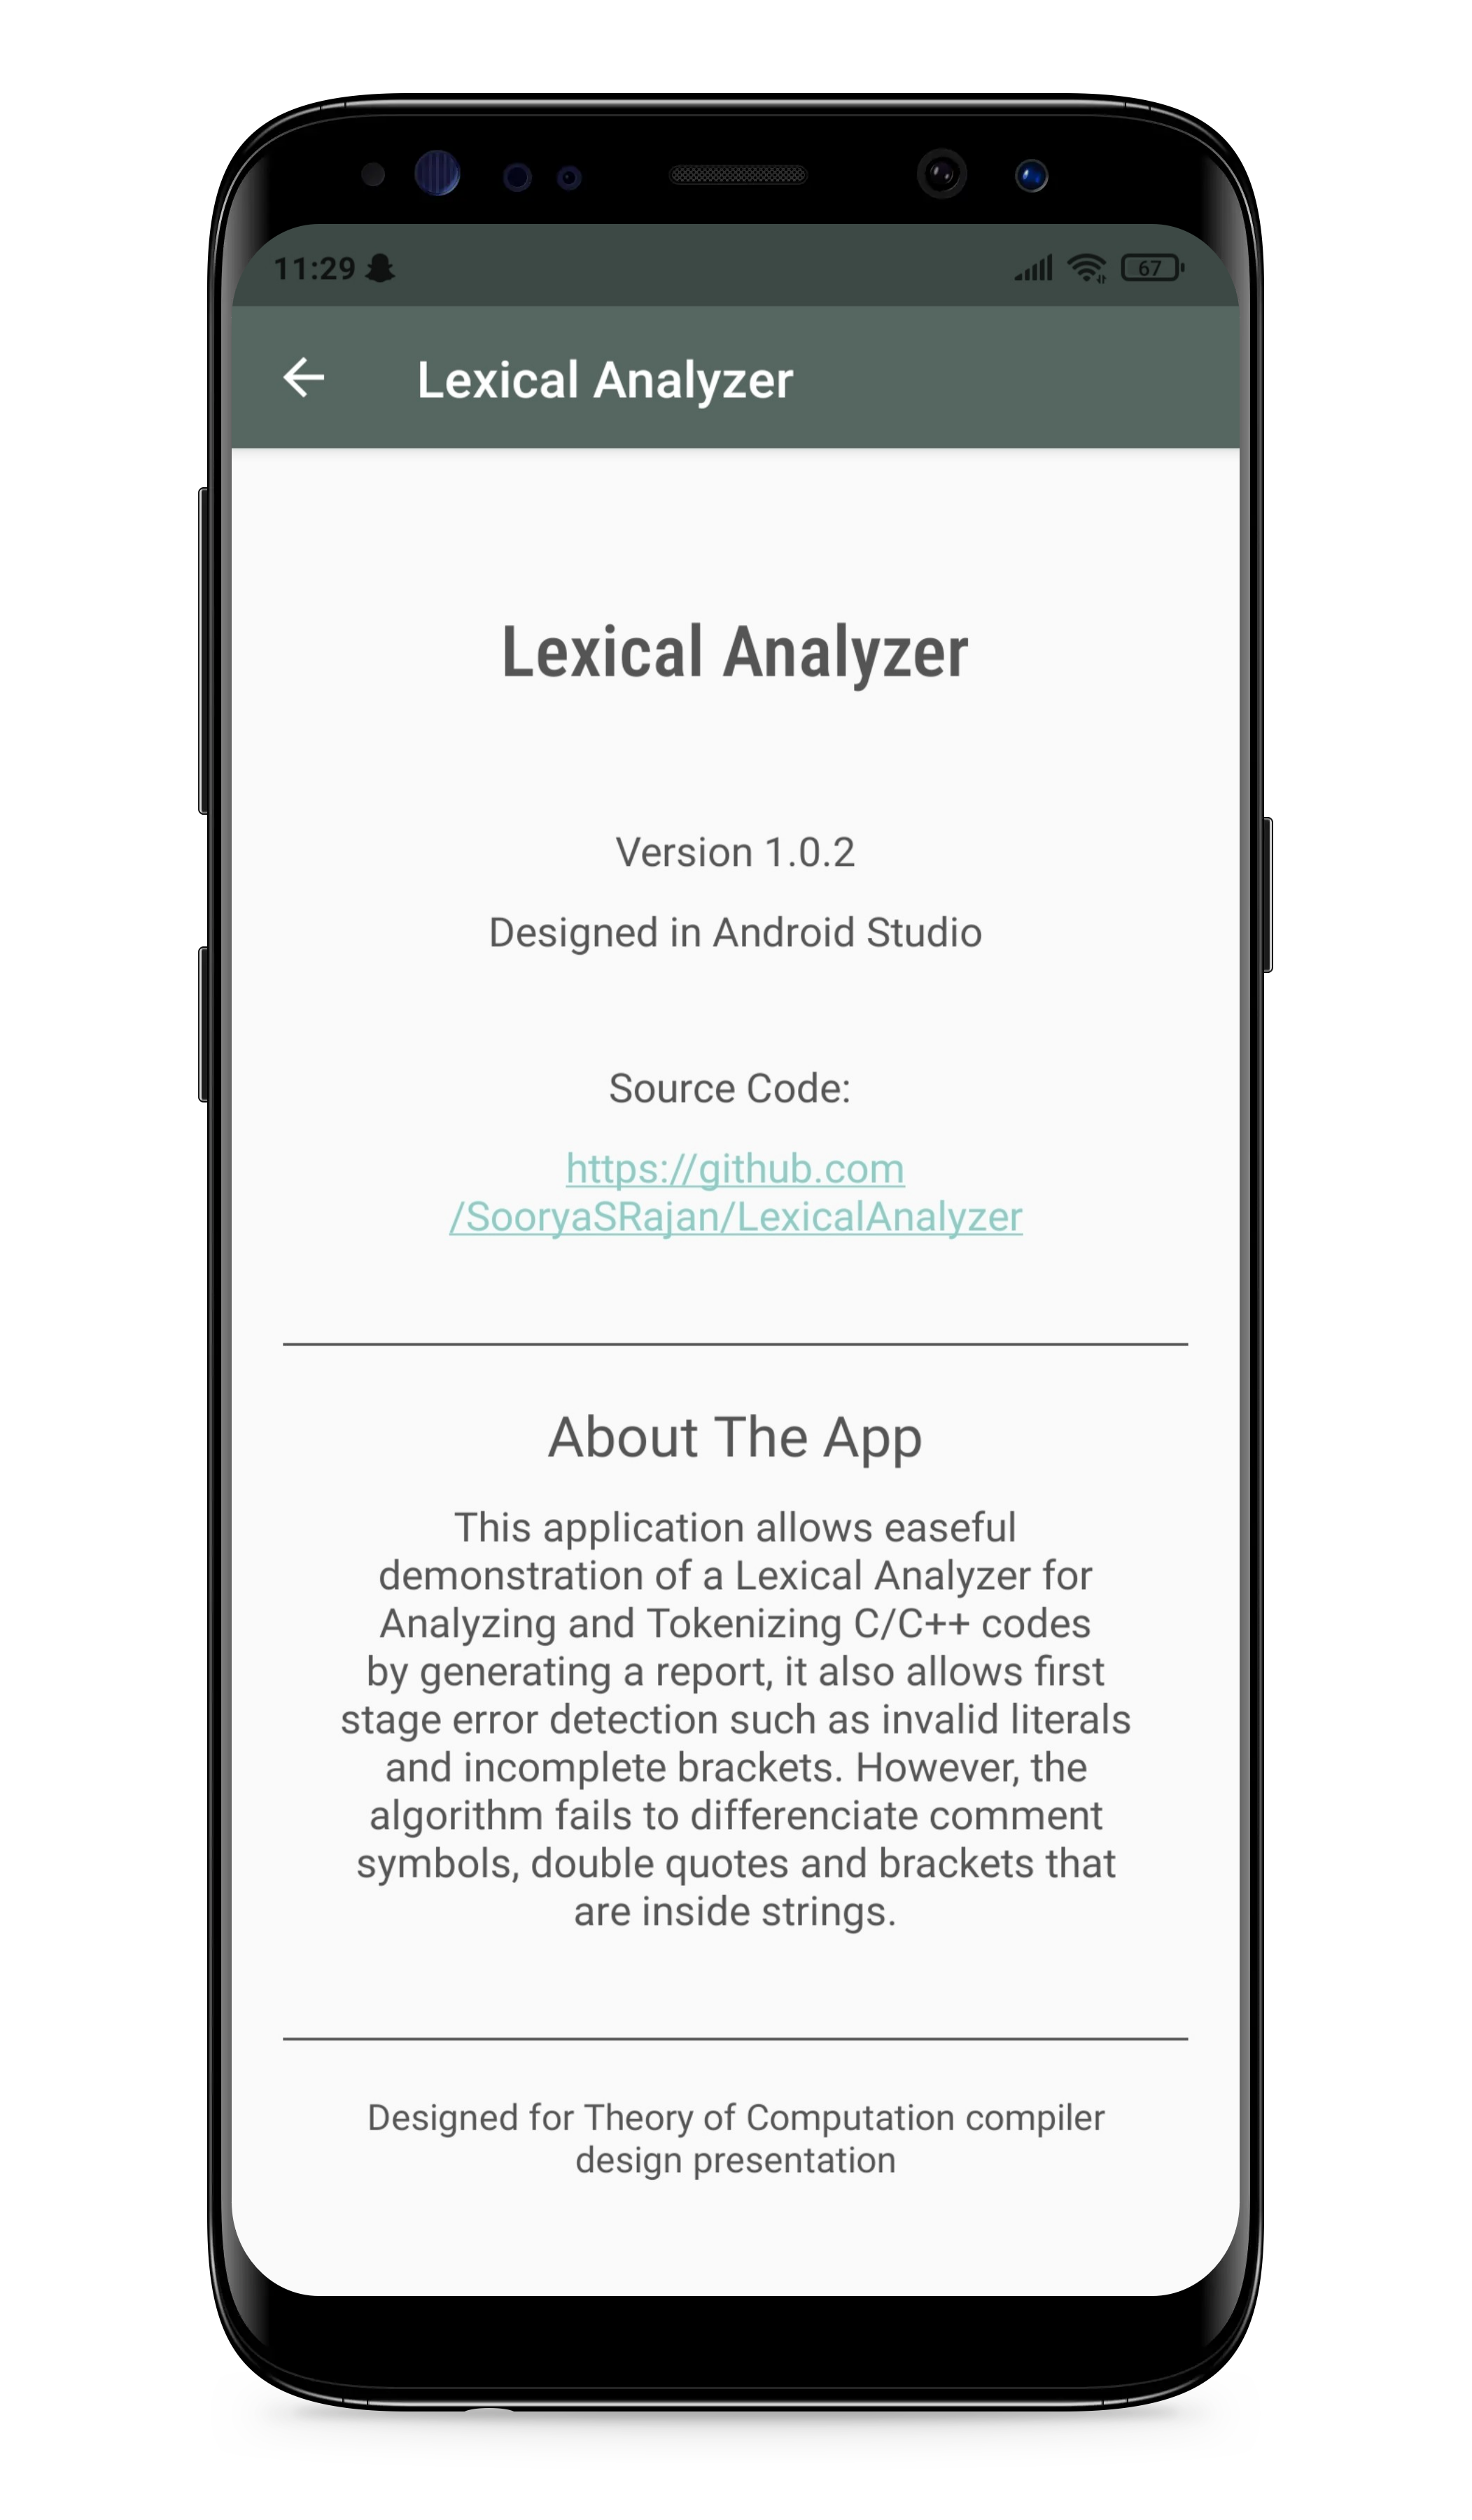 11:29
67
Lexical Analyzer
Lexical Analyzer
Version 1.0.2
Designed in Android Studio
Source Code:
https://github.com
/SooryaSRajan/LexicalAnalyzer
About The App
This application allows easeful
demonstration of a Lexical Analyzer for
Analyzing and Tokenizing C/C++ codes
by generating a report, it also allows first
stage error detection such as invalid literals
and incomplete brackets. However, the
algorithm fails to differenciate comment
symbols, double quotes and brackets that
are inside strings.
Designed for Theory of Computation compiler
design presentation